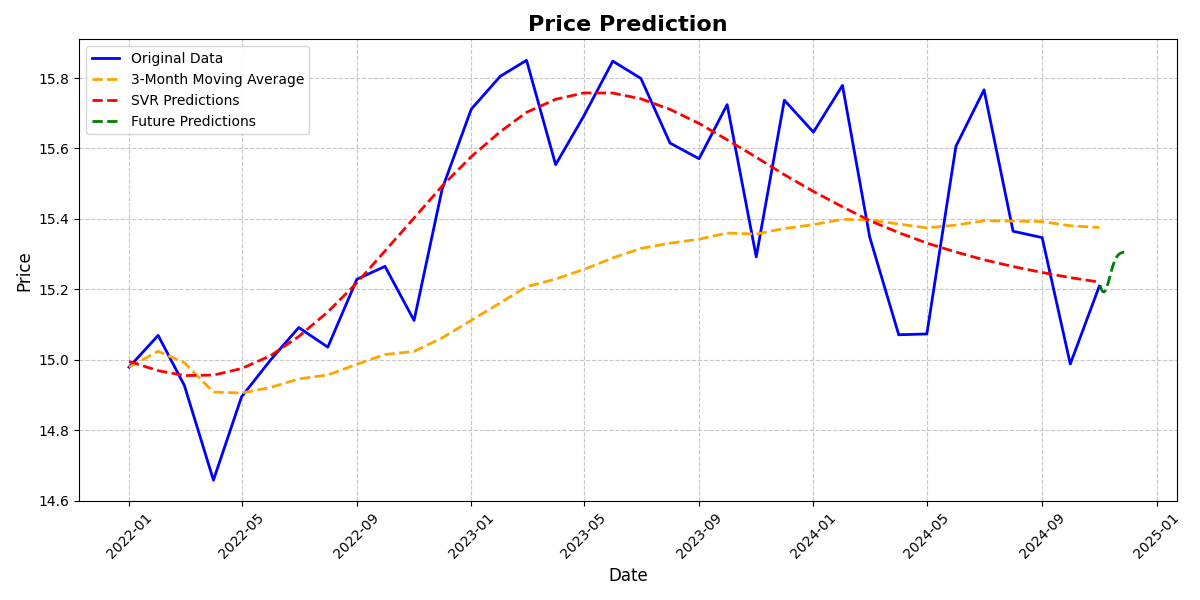 Price Prediction
Original Data
3-Month Moving Average
SVR Predictions
Future Predictions
15.8
15.6
15.4
15.2
15.0
14.8
14.6
Price
2022-01
2022-05
2022-09
2023-01
2023-05
2023-09
2024-01
2024-05
2024-09
2025-01
Date